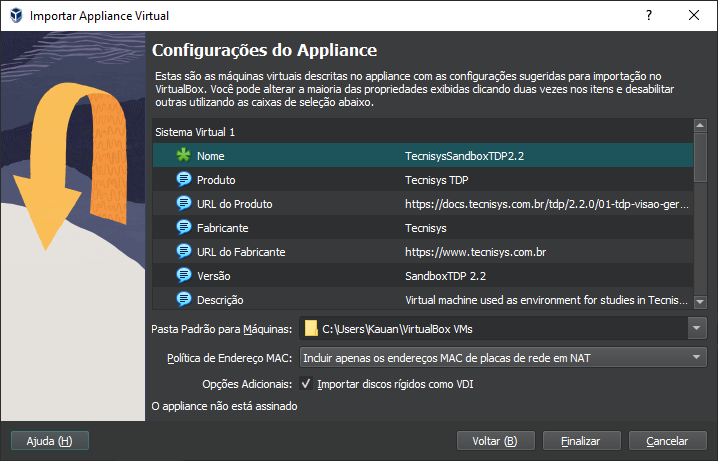 Importar Appliance Virtual
Configurações do Appliance
Estas são as máquinas virtuais descritas no appliance com as configurações sugeridas para importação no
VirtualBox. Você pode alterar a maioria das propriedades exibidas clicando duas vezes nos itens e desabilitar
outras utilizando as caixas de seleção abaixo.
Sistema Virtual 1
Nome TecnisysSandboxTDP2.2
Produto Tecnisys TDP
URL do Produto https://docs.tecnisys.com.br/tdp/2.2.0/01-tdp-visao-ger...
Fabricante Tecnisys
URL do Fabricante https://www.tecnisys.com.br
Versão SandboxTDP 2.2
Descrição Virtual machine used as environment for studies in Tecnis...
Pasta Padrão para Máquinas: C:\Users\Kauan\VirtualBox VMs
Política de Endereço MAC: Incluir apenas os endereços MAC de placas de rede em NAT
Opções Adicionais: Importar discos rígidos como VDI
O appliance não está assinado
Ajuda (H) Voltar (B) Finalizar Cancelar